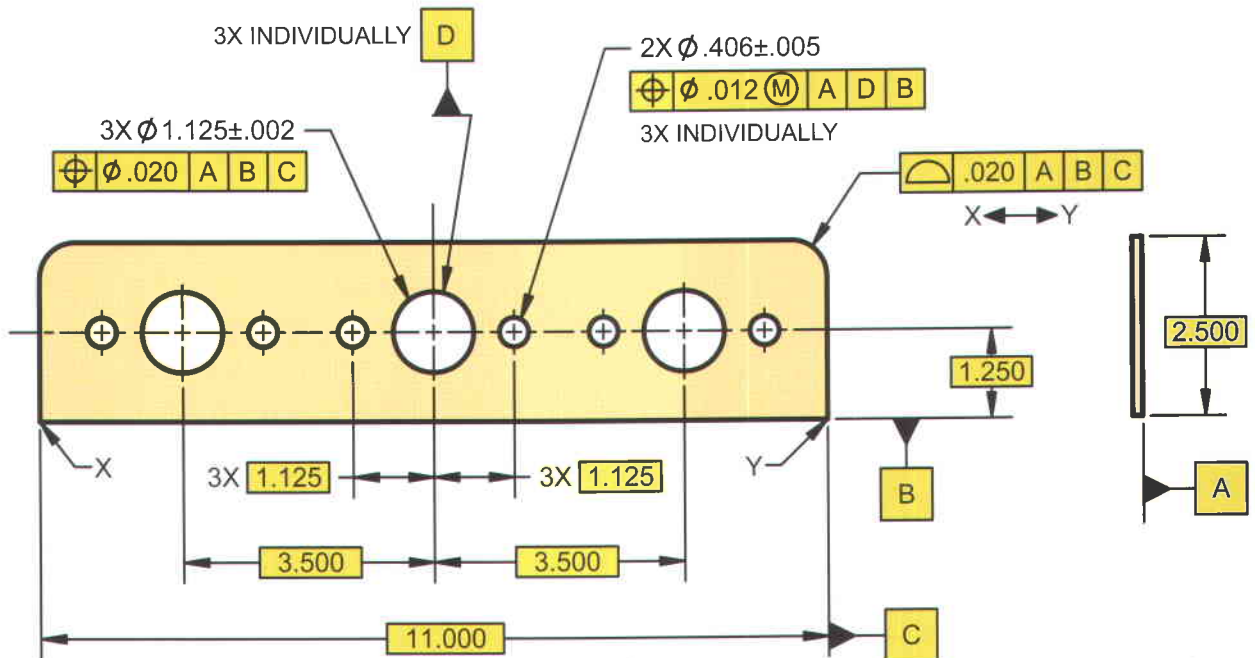 3X INDIVIDUALLY D
2X Ø .406±.005
⌖ Ø .012 Ⓜ A D B
3X INDIVIDUALLY
3X Ø 1.125±.002
⌖ Ø .020 A B C
⌓ .020 A B C
X Y
2.500
1.250
X
Y
3X 1.125
3X 1.125
B
A
3.500
3.500
11.000
C